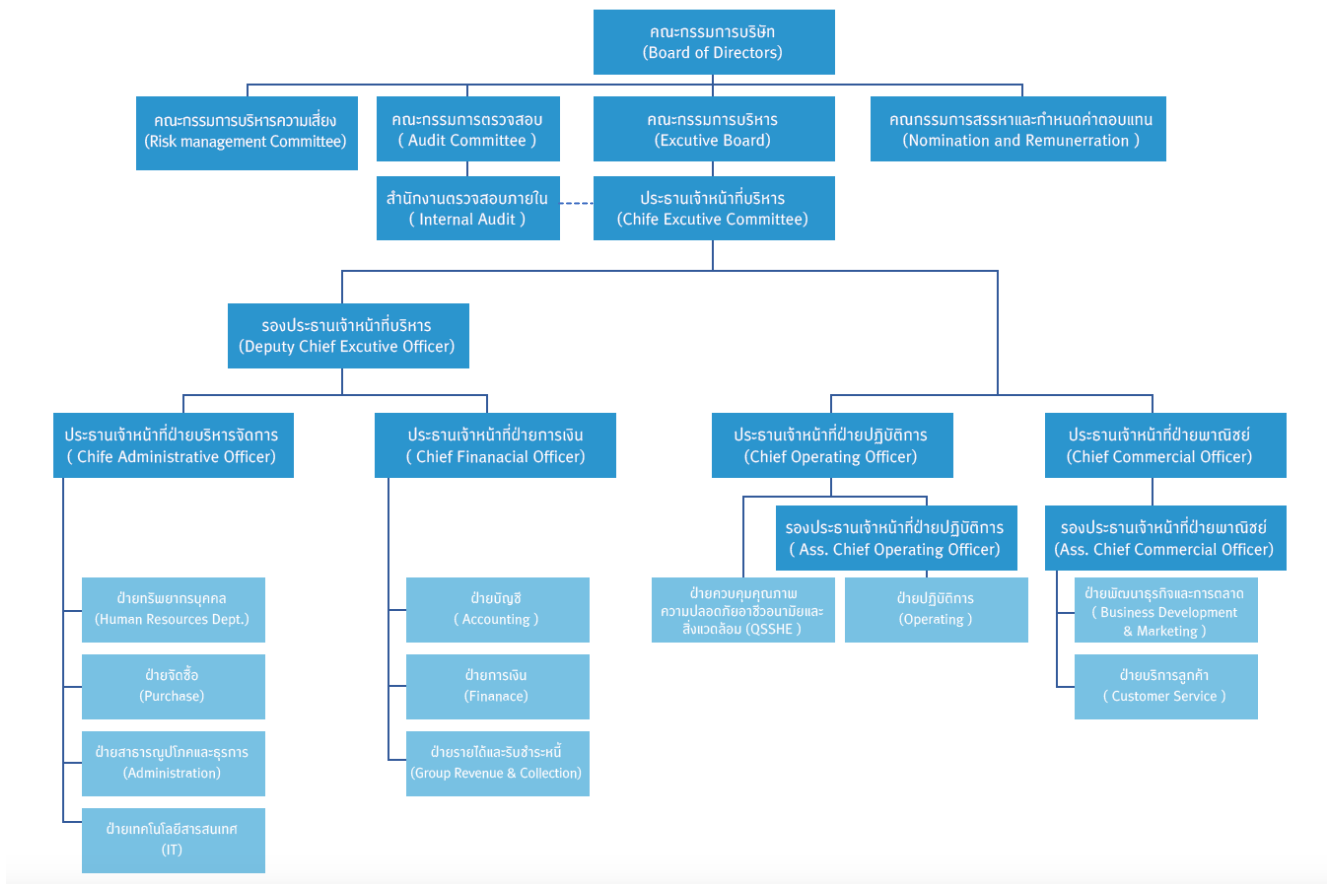 คณะกรรมการบริษัท
(Board of Directors)
คณะกรรมการบริหารความเสี่ยง
(Risk management Committee)
คณะกรรมการตรวจสอบ
( Audit Committee )
คณะกรรมการบริหาร
(Excutive Board)
คณกรรมการสรรหาและกำหนดค่าตอบแทน
(Nomination and Remunerration )
สำนักงานตรวจสอบภายใน
( Internal Audit )
ประธานเจ้าหน้าที่บริหาร
(Chife Excutive Committee)
รองประธานเจ้าหน้าที่บริหาร
(Deputy Chief Excutive Officer)
ประธานเจ้าหน้าที่ฝ่ายบริหารจัดการ
( Chife Administrative Officer)
ประธานเจ้าหน้าที่ฝ่ายการเงิน
( Chief Finanacial Officer)
ประธานเจ้าหน้าที่ฝ่ายปฏิบัติการ
(Chief Operating Officer)
ประธานเจ้าหน้าที่ฝ่ายพาณิชย์
(Chief Commercial Officer)
รองประธานเจ้าหน้าที่ฝ่ายปฏิบัติการ
( Ass. Chief Operating Officer)
รองประธานเจ้าหน้าที่ฝ่ายพาณิชย์
(Ass. Chief Commercial Officer)
ฝ่ายทรัพยากรบุคคล
(Human Resources Dept.)
ฝ่ายบัญชี
( Accounting )
ฝ่ายควบคุมคุณภาพ
ความปลอดภัยอาชีวอนามัยและ
สิ่งแวดล้อม (QSSHE )
ฝ่ายปฏิบัติการ
(Operating )
ฝ่ายพัฒนาธุรกิจและการตลาด
( Business Development
& Marketing )
ฝ่ายจัดซื้อ
(Purchase)
ฝ่ายการเงิน
(Finanace)
ฝ่ายบริการลูกค้า
( Customer Service )
ฝ่ายสาธารณูปโภคและธุรการ
(Administration)
ฝ่ายรายได้และรับชำระหนี้
(Group Revenue & Collection)
ฝ่ายเทคโนโลยีสารสนเทศ
(IT)